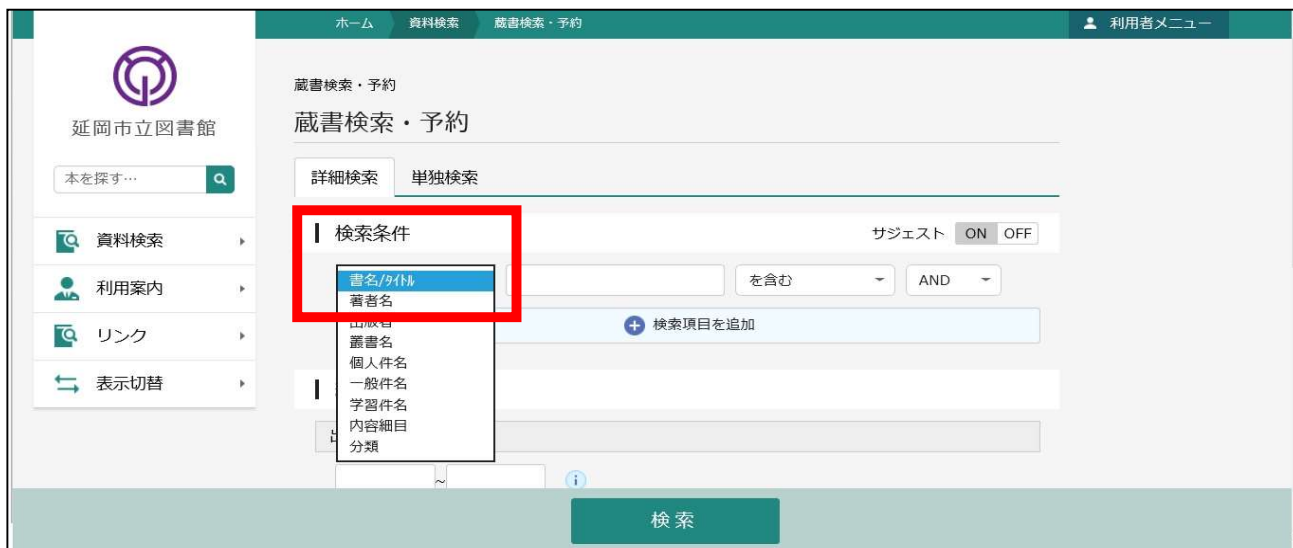 ホーム 資料検索 蔵書検索・予約 利用者メニュー
延岡市立図書館
本を探す…
資料検索
利用案内
リンク
表示切替
蔵書検索・予約
蔵書検索・予約
詳細検索 単独検索
検索条件 サジェスト ON OFF
書名/タイトル を含む AND
著者名
出版者
検索項目を追加
叢書名
個人件名
一般件名
学習件名
内容細目
分類
~
検索